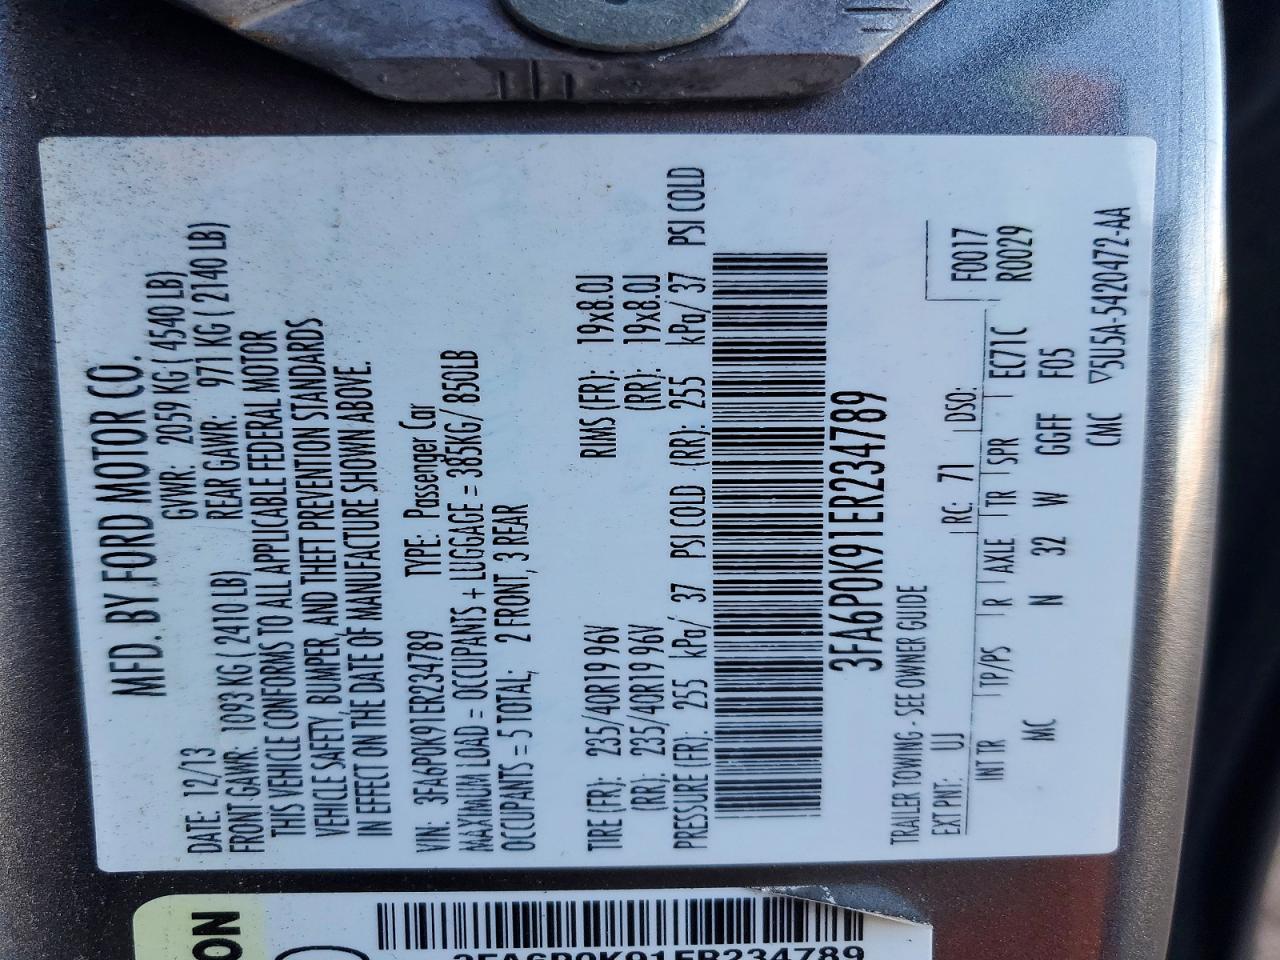 MFD. BY FORD MOTOR CO.
DATE: 12/13 GVWR: 2059 KG ( 4540 LB)
FRONT GAWR: 1093 KG ( 2410 LB) REAR GAWR: 971 KG ( 2140 LB)
THIS VEHICLE CONFORMS TO ALL APPLICABLE FEDERAL MOTOR
VEHICLE SAFETY, BUMPER, AND THEFT PREVENTION STANDARDS
IN EFFECT ON THE DATE OF MANUFACTURE SHOWN ABOVE.
VIN: 3FA6P0K91ER234789 TYPE: Passenger Car
MAXIMUM LOAD = OCCUPANTS + LUGGAGE = 385KG/ 850LB
OCCUPANTS = 5 TOTAL; 2 FRONT, 3 REAR
TIRE (FR): 235/40R19 96V RIMS (FR): 19x8.0J
(RR): 235/40R19 96V (RR): 19x8.0J
PRESSURE (FR): 255 kPa/ 37 PSI COLD (RR): 255 kPa/ 37 PSI COLD
3FA6P0K91ER234789
TRAILER TOWING - SEE OWNER GUIDE F0017
EXT PNT: UJ RC: 71 DSO: R0029
INT TR TP/PS R AXLE TR SPR EC71C
MC N 32 W GGFF F05
CMC ▽5U5A-5420472-AA
ON
3FA6P0K91ER234789